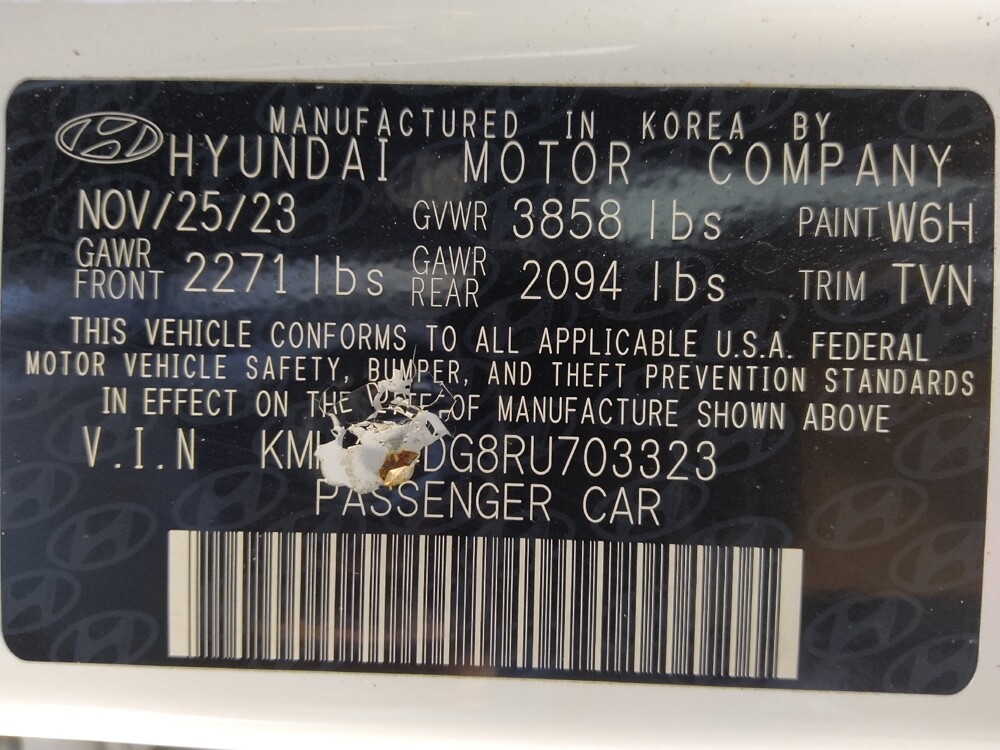 MANUFACTURED IN KOREA BY
HYUNDAI MOTOR COMPANY
NOV/25/23 GVWR 3858 lbs PAINT W6H
GAWR FRONT 2271 lbs GAWR REAR 2094 lbs TRIM TVN
THIS VEHICLE CONFORMS TO ALL APPLICABLE U.S.A. FEDERAL
MOTOR VEHICLE SAFETY, BUMPER, AND THEFT PREVENTION STANDARDS
IN EFFECT ON THE OF MANUFACTURE SHOWN ABOVE
V.I.N
PASSENGER CAR